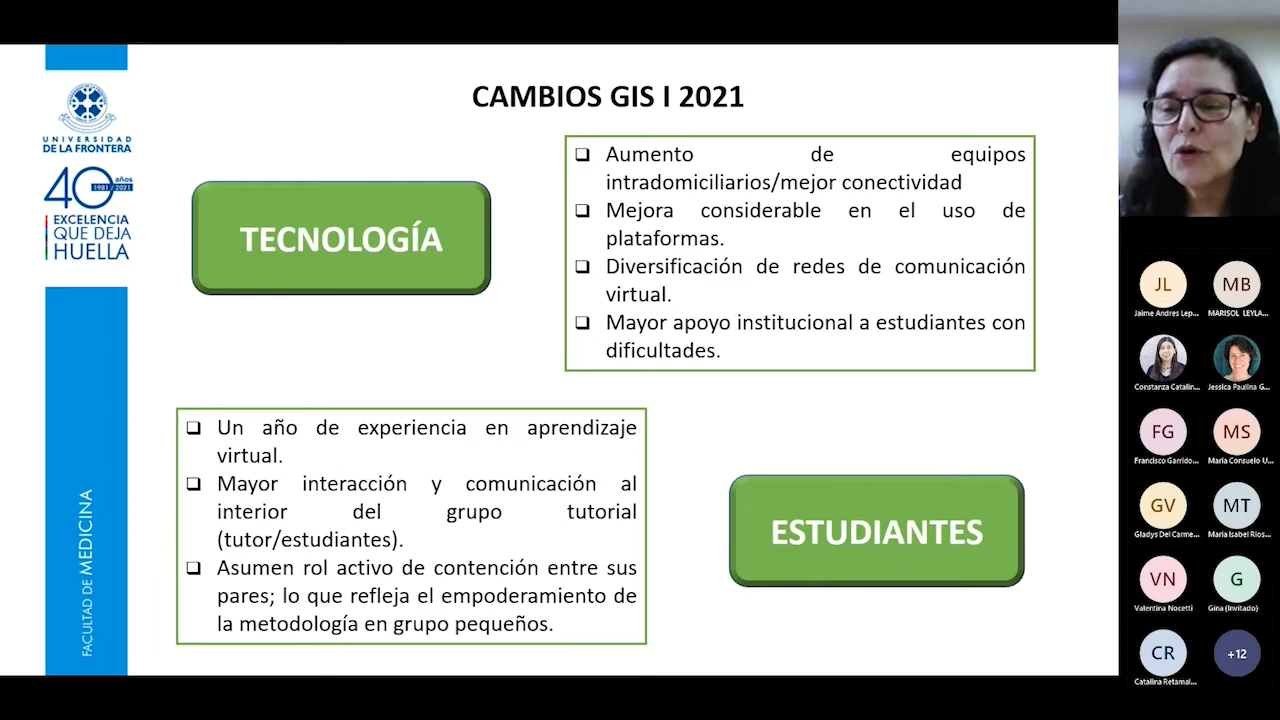 UNIVERSIDAD
DE LA FRONTERA
40 años
1981 / 2021
EXCELENCIA
QUE DEJA
HUELLA
FACULTAD DE MEDICINA
CAMBIOS GIS I 2021
TECNOLOGÍA
❑ Aumento de equipos
intradomiciliarios/mejor conectividad
❑ Mejora considerable en el uso de
plataformas.
❑ Diversificación de redes de comunicación
virtual.
❑ Mayor apoyo institucional a estudiantes con
dificultades.
❑ Un año de experiencia en aprendizaje
virtual.
❑ Mayor interacción y comunicación al
interior del grupo tutorial
(tutor/estudiantes).
❑ Asumen rol activo de contención entre sus
pares; lo que refleja el empoderamiento de
la metodología en grupo pequeños.
ESTUDIANTES
JL
Jaime Andres Lep...
MB
MARISOL LEYLA...
Constanza Catalin...
Jessica Paulina G...
FG
Francisco Garrido...
MS
Maria Consuelo U...
GV
Gladys Del Carme...
MT
Maria Isabel Rios...
VN
Valentina Nocetti
G
Gina (Invitado)
CR
Catalina Retamal...
+12